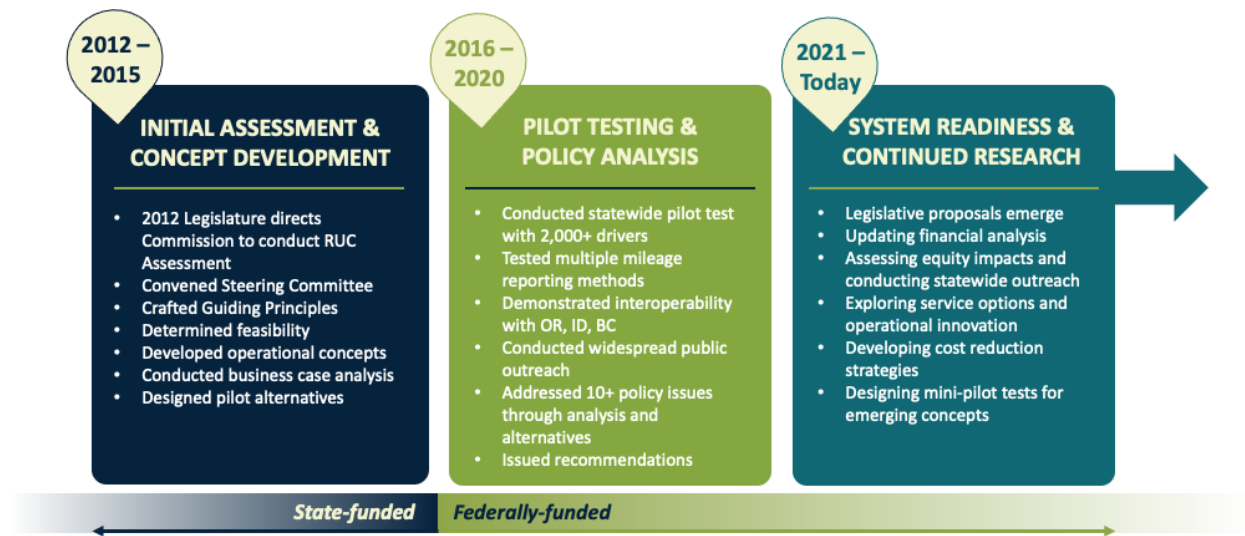 2012 –
2015
INITIAL ASSESSMENT &
CONCEPT DEVELOPMENT
• 2012 Legislature directs
Commission to conduct RUC
Assessment
• Convened Steering Committee
• Crafted Guiding Principles
• Determined feasibility
• Developed operational concepts
• Conducted business case analysis
• Designed pilot alternatives
2016 –
2020
PILOT TESTING &
POLICY ANALYSIS
• Conducted statewide pilot test
with 2,000+ drivers
• Tested multiple mileage
reporting methods
• Demonstrated interoperability
with OR, ID, BC
• Conducted widespread public
outreach
• Addressed 10+ policy issues
through analysis and
alternatives
• Issued recommendations
2021 –
Today
SYSTEM READINESS &
CONTINUED RESEARCH
• Legislative proposals emerge
• Updating financial analysis
• Assessing equity impacts and
conducting statewide outreach
• Exploring service options and
operational innovation
• Developing cost reduction
strategies
• Designing mini-pilot tests for
emerging concepts
State-funded
Federally-funded